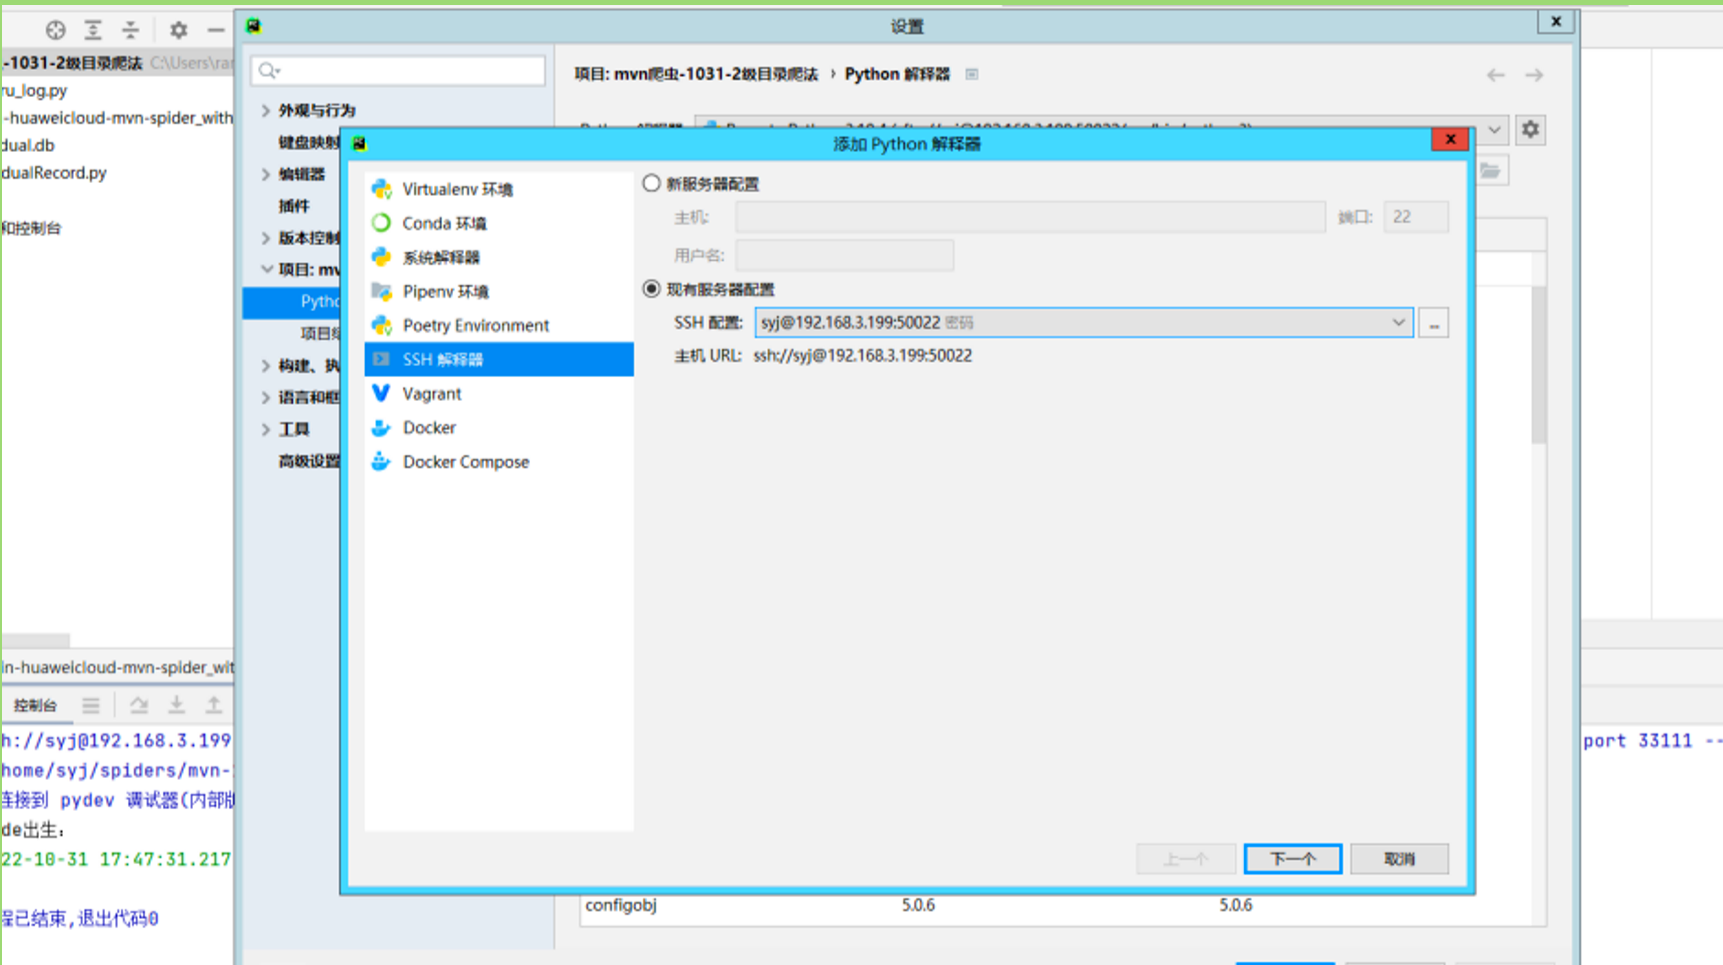 设置
-1031-2级目录爬法 C:\Users\rar
ru_log.py
-huaweicloud-mvn-spider_with
dual.db
dualRecord.py
和控制台
外观与行为
键盘映射
编辑器
插件
版本控制
项目: mv
Pytho
项目结
构建、执
语言和框
工具
高级设置
项目: mvn爬虫-1031-2级目录爬法 › Python 解释器
添加 Python 解释器
Virtualenv 环境
Conda 环境
系统解释器
Pipenv 环境
Poetry Environment
SSH 解释器
Vagrant
Docker
Docker Compose
新服务器配置
主机: 端口: 22
用户名:
现有服务器配置
SSH 配置: syj@192.168.3.199:50022 密码
主机 URL: ssh://syj@192.168.3.199:50022
上一个 下一个 取消
configobj 5.0.6 5.0.6
in-huaweicloud-mvn-spider_wit
控制台
h://syj@192.168.3.199 port 33111 --
home/syj/spiders/mvn-
连接到 pydev 调试器(内部版
de出生:
22-10-31 17:47:31.217
程已结束,退出代码0